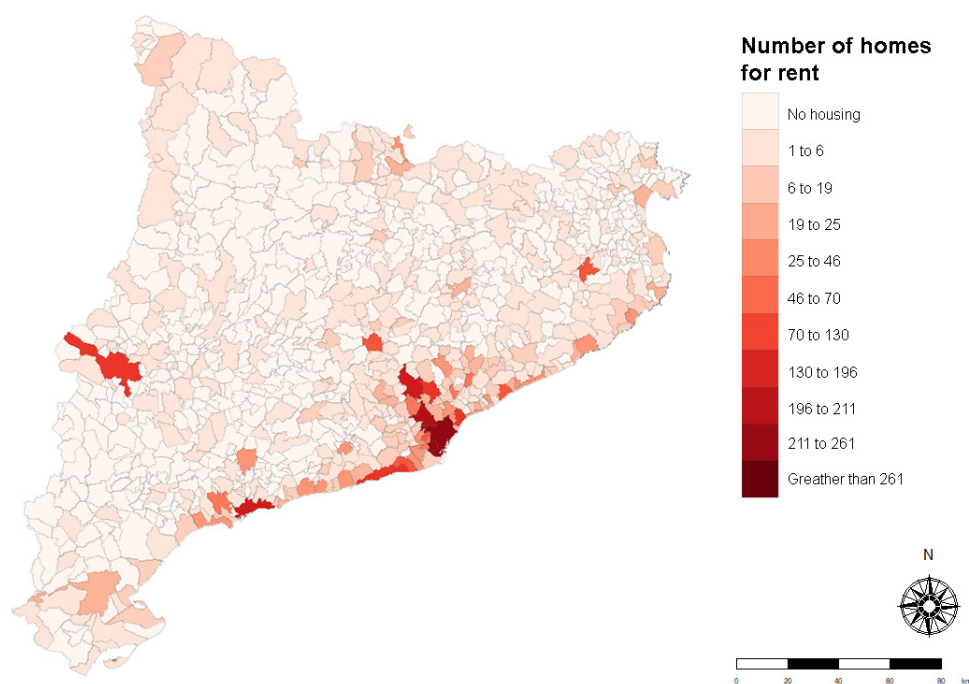 Number of homes
for rent
No housing
1 to 6
6 to 19
19 to 25
25 to 46
46 to 70
70 to 130
130 to 196
196 to 211
211 to 261
Greather than 261
N
0 20 40 60 80 km